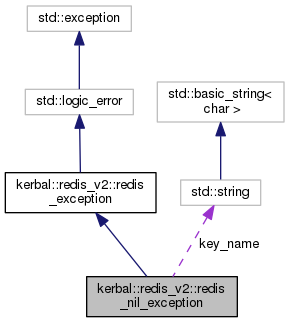 std::exception
std::logic_error
std::basic_string<
char >
kerbal::redis_v2::redis
_exception
std::string
key_name
kerbal::redis_v2::redis
_nil_exception